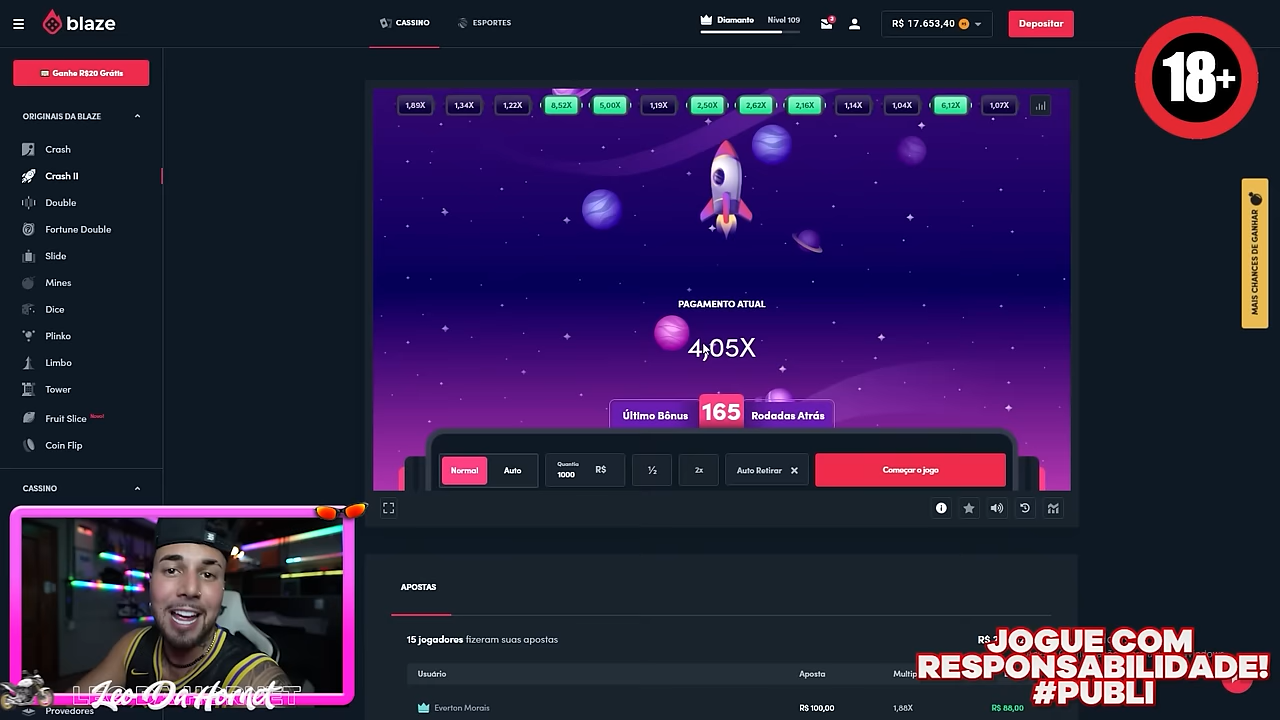 blaze
CASSINO
ESPORTES
Diamante Nível 109
3
R$ 17.653,40
Depositar
18+
Ganhe R$20 Grátis
ORIGINAIS DA BLAZE
Crash
Crash II
Double
Fortune Double
Slide
Mines
Dice
Plinko
Limbo
Tower
Fruit Slice Novo!
Coin Flip
CASSINO
Provedores
1,89X 1,34X 1,22X 8,52X 5,00X 1,19X 2,50X 2,62X 2,16X 1,14X 1,04X 6,12X 1,07X
PAGAMENTO ATUAL
4,05X
Último Bônus 165 Rodadas Atrás
Normal Auto
Quantia
1000 R$
½
2x
Auto Retirar
Começar o jogo
MAIS CHANCES DE GANHAR
APOSTAS
15 jogadores fizeram suas apostas
Usuário Aposta
Everton Morais R$ 100,00 1,88X R$ 88,00
Leo Da Hornet
JOGUE COM
RESPONSABILIDADE!
#PUBLI